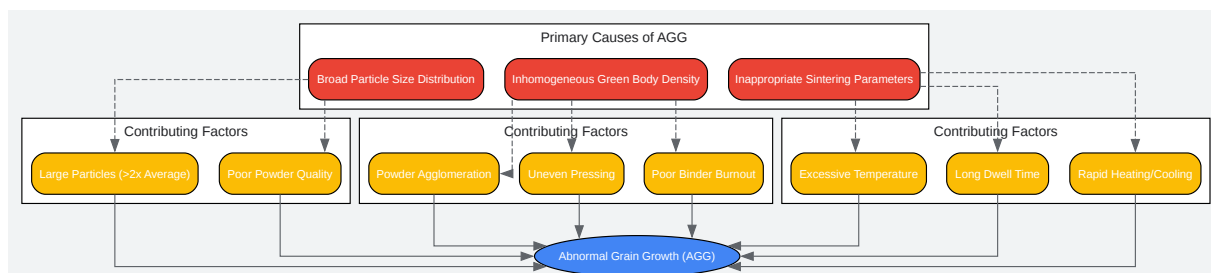 Primary Causes of AGG
Broad Particle Size Distribution
Inhomogeneous Green Body Density
Inappropriate Sintering Parameters
Contributing Factors
Contributing Factors
Contributing Factors
Large Particles (>2x Average)
Poor Powder Quality
Powder Agglomeration
Uneven Pressing
Poor Binder Burnout
Excessive Temperature
Long Dwell Time
Rapid Heating/Cooling
Abnormal Grain Growth (AGG)